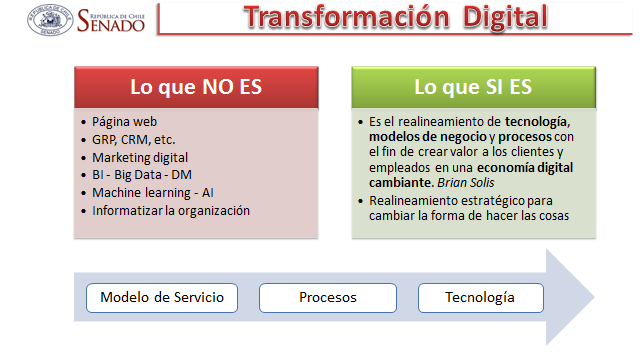 REPÚBLICA DE CHILE
SENADO
REPÚBLICA DE CHILE
SENADO
Transformación Digital
Lo que NO ES
• Página web
• GRP, CRM, etc.
• Marketing digital
• BI - Big Data - DM
• Machine learning - AI
• Informatizar la organización
Lo que SI ES
• Es el realineamiento de tecnología,
modelos de negocio y procesos con
el fin de crear valor a los clientes y
empleados en una economía digital
cambiante. Brian Solis
• Realineamiento estratégico para
cambiar la forma de hacer las cosas
Modelo de Servicio
Procesos
Tecnología